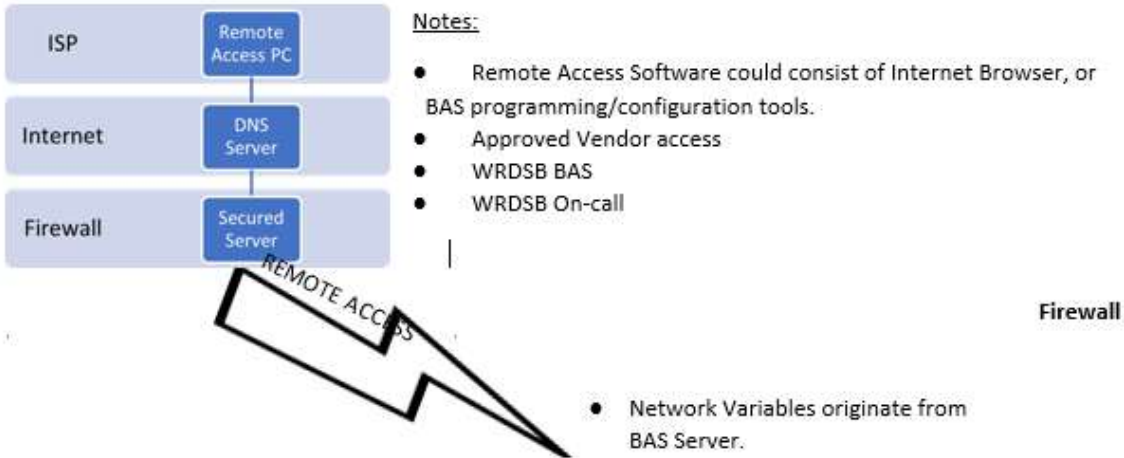 ISP
Remote
Access PC
Internet
DNS
Server
Firewall
Secured
Server
REMOTE ACCESS
Notes:
● Remote Access Software could consist of Internet Browser, or
BAS programming/configuration tools.
● Approved Vendor access
● WRDSB BAS
● WRDSB On-call
Firewall
● Network Variables originate from
BAS Server.